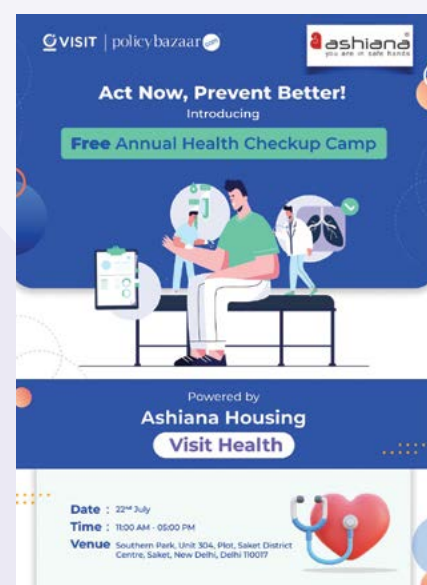 VISIT | policybazaar.com
ashiana
you are in safe hands
Act Now, Prevent Better!
Introducing
Free Annual Health Checkup Camp
Powered by
Ashiana Housing
Visit Health
Date : 22nd July
Time : 11:00 AM - 05:00 PM
Venue Southern Park, Unit 304, Plot, Saket District
Centre, Saket, New Delhi, Delhi 110017